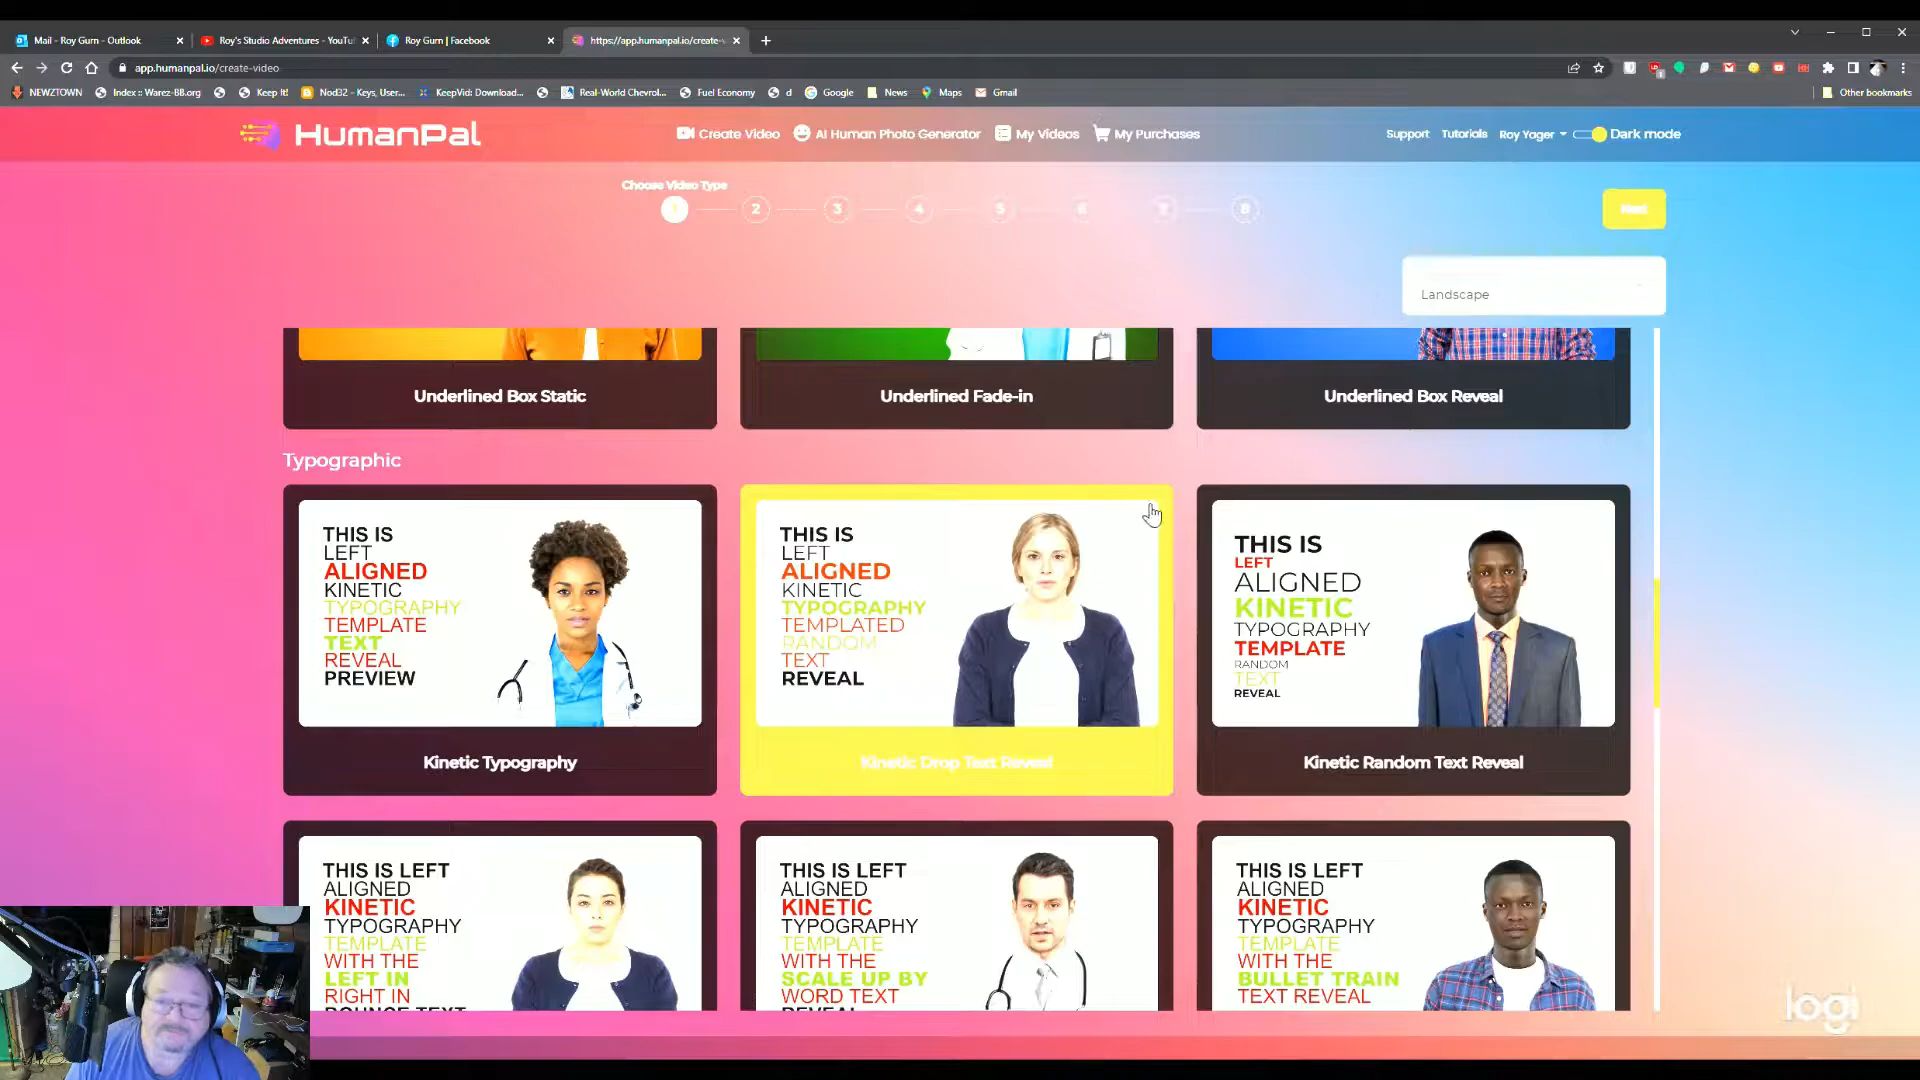 Mail - Roy Gurn - Outlook
Roy's Studio Adventures - YouTu
Roy Gurn | Facebook
https://app.humanpal.io/create-v
app.humanpal.io/create-video
NEWZTOWN
Index :: Warez-BB.org
Keep It!
Nod32 - Keys, User...
KeepVid: Download...
Real-World Chevrol...
Fuel Economy
d
Google
News
Maps
Gmail
Other bookmarks
HumanPal
Create Video
AI Human Photo Generator
My Videos
My Purchases
Support
Tutorials
Roy Yager
Dark mode
Choose Video Type
1
2
3
4
5
6
7
8
Next
Landscape
Underlined Box Static
Underlined Fade-in
Underlined Box Reveal
Typographic
THIS IS
LEFT
ALIGNED
KINETIC
TYPOGRAPHY
TEMPLATE
TEXT
REVEAL
PREVIEW
Kinetic Typography
THIS IS
LEFT
ALIGNED
KINETIC
TYPOGRAPHY
TEMPLATED
RANDOM
TEXT
REVEAL
Kinetic Drop Text Reveal
THIS IS
LEFT
ALIGNED
KINETIC
TYPOGRAPHY
TEMPLATE
RANDOM
TEXT
REVEAL
Kinetic Random Text Reveal
THIS IS LEFT
ALIGNED
KINETIC
TYPOGRAPHY
TEMPLATE
WITH THE
LEFT IN
RIGHT IN
BOUNCE TEXT
THIS IS LEFT
ALIGNED
KINETIC
TYPOGRAPHY
TEMPLATE
WITH THE
SCALE UP BY
WORD TEXT
REVEAL
THIS IS LEFT
ALIGNED
KINETIC
TYPOGRAPHY
TEMPLATE
WITH THE
BULLET TRAIN
TEXT REVEAL
logi